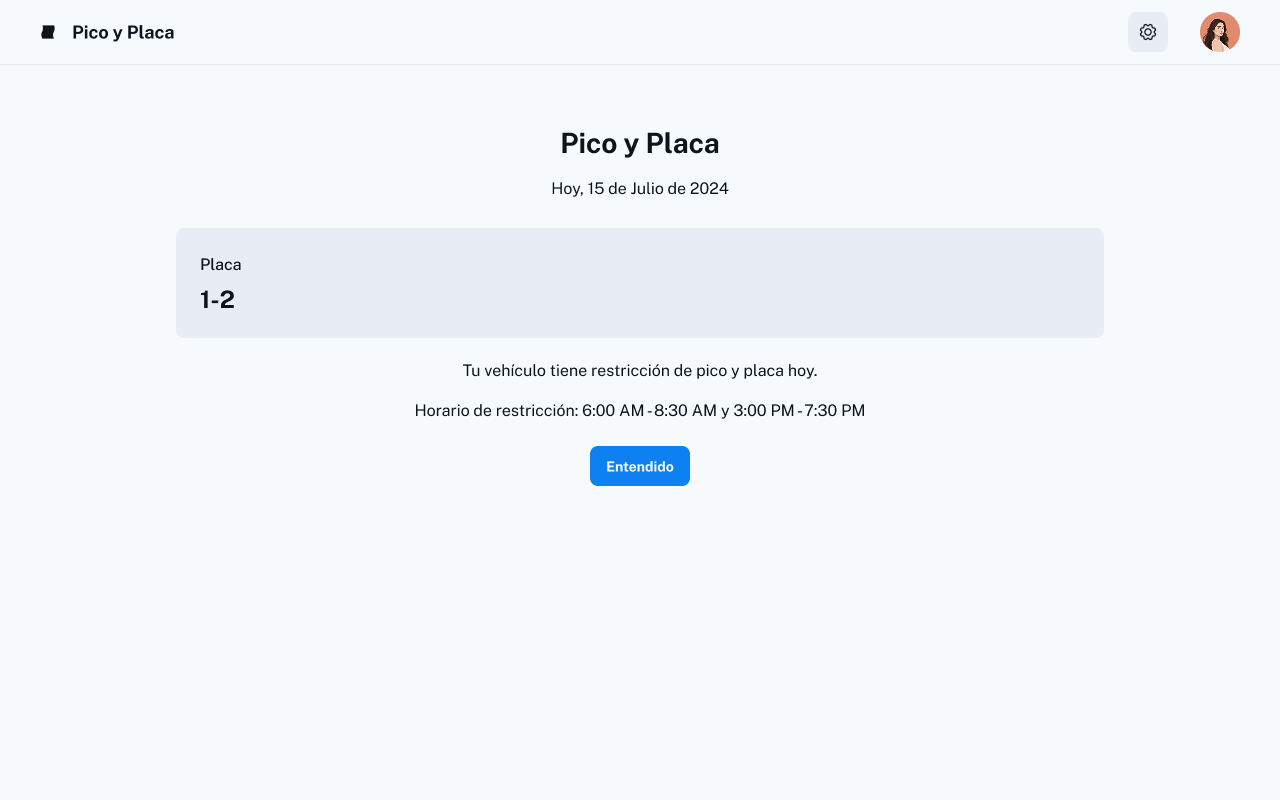 Pico y Placa
Pico y Placa
Hoy, 15 de Julio de 2024
Placa
1-2
Tu vehículo tiene restricción de pico y placa hoy.
Horario de restricción: 6:00 AM - 8:30 AM y 3:00 PM - 7:30 PM
Entendido